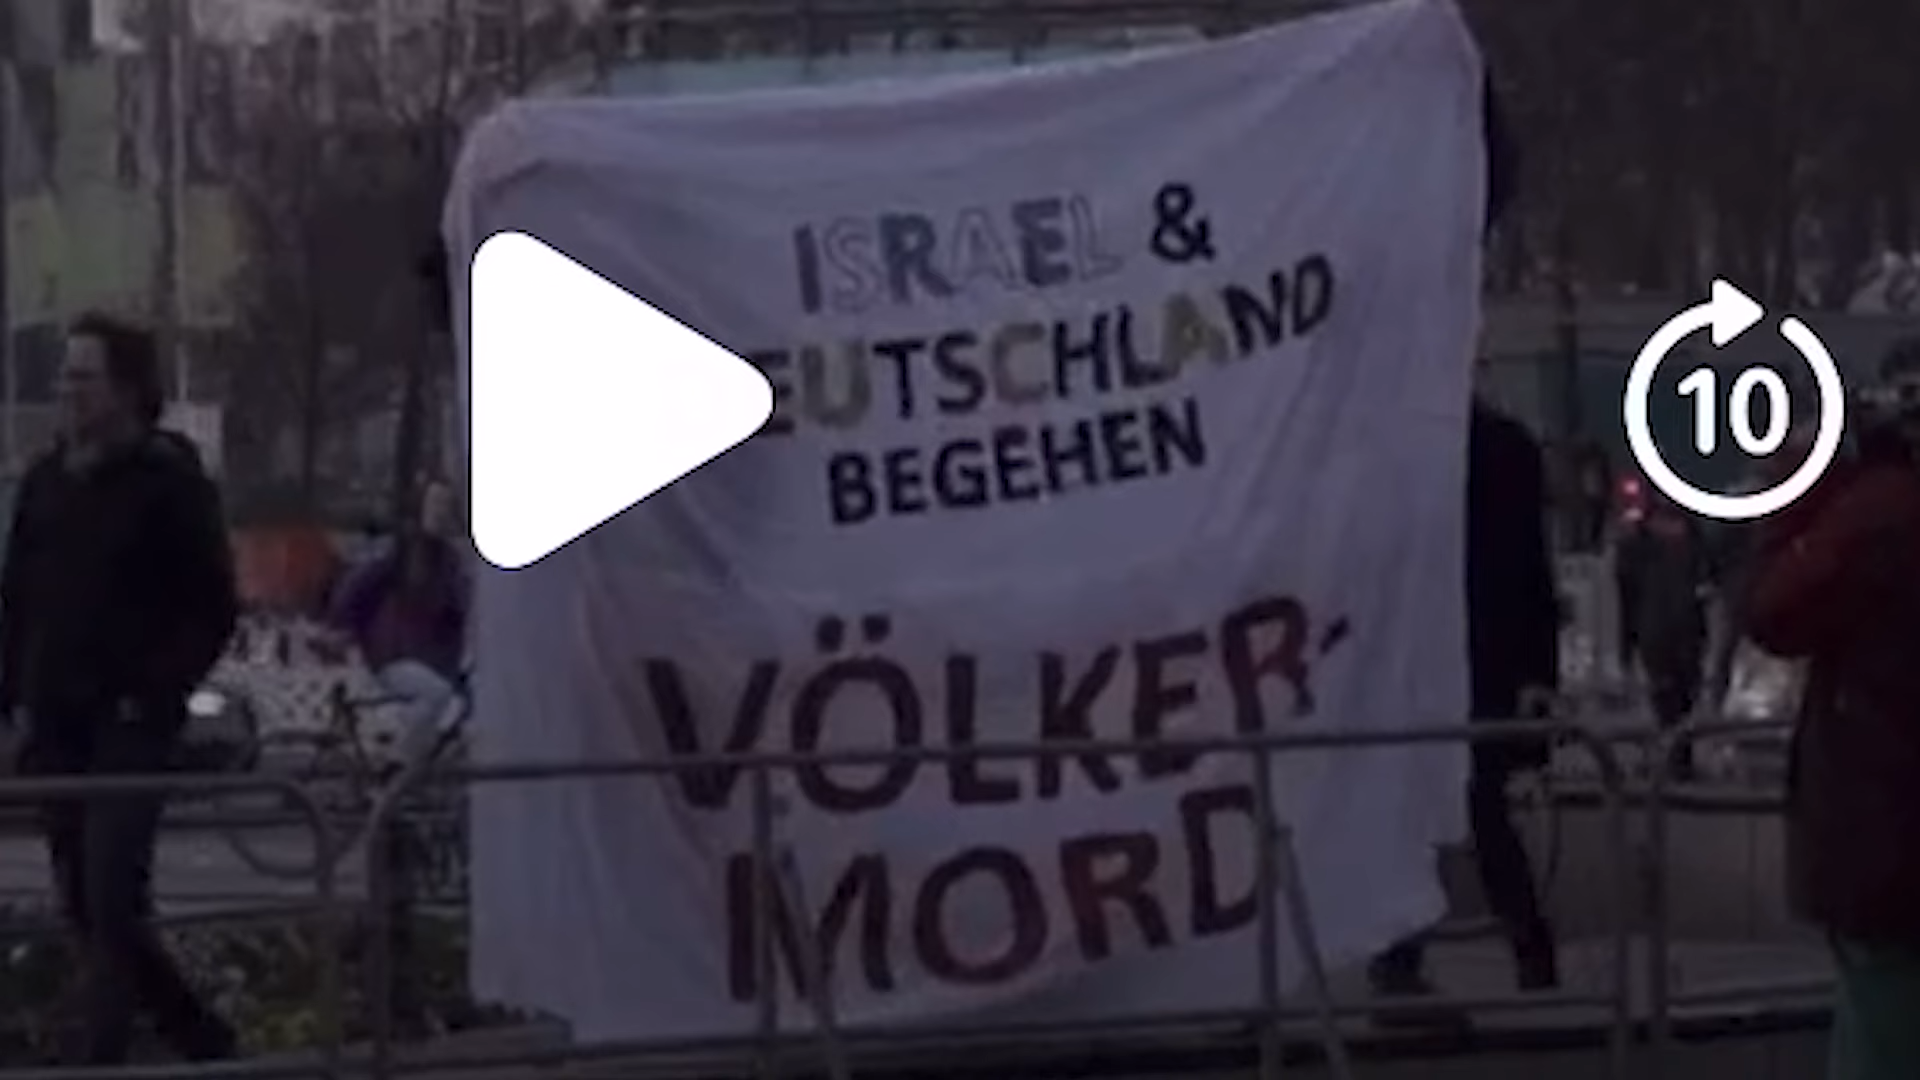 ISRAEL &
EUTSCHLAND
BEGEHEN
VÖLKER-
MORD
10